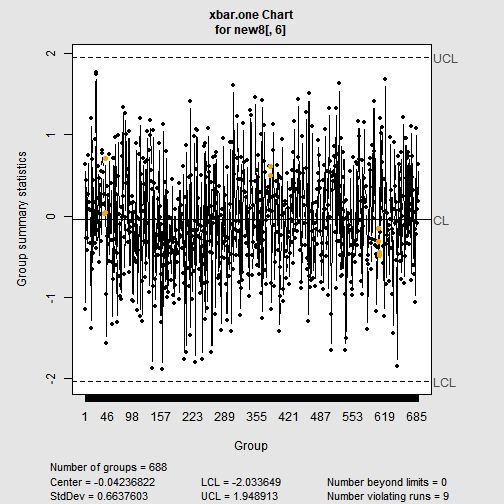 xbar.one Chart
for new8[, 6]
UCL
CL
LCL
Group summary statistics
2
1
0
-1
-2
1 46 98 157 223 289 355 421 487 553 619 685
Group
Number of groups = 688
Center = -0.04236822 LCL = -2.033649 Number beyond limits = 0
StdDev = 0.6637603 UCL = 1.948913 Number violating runs = 9